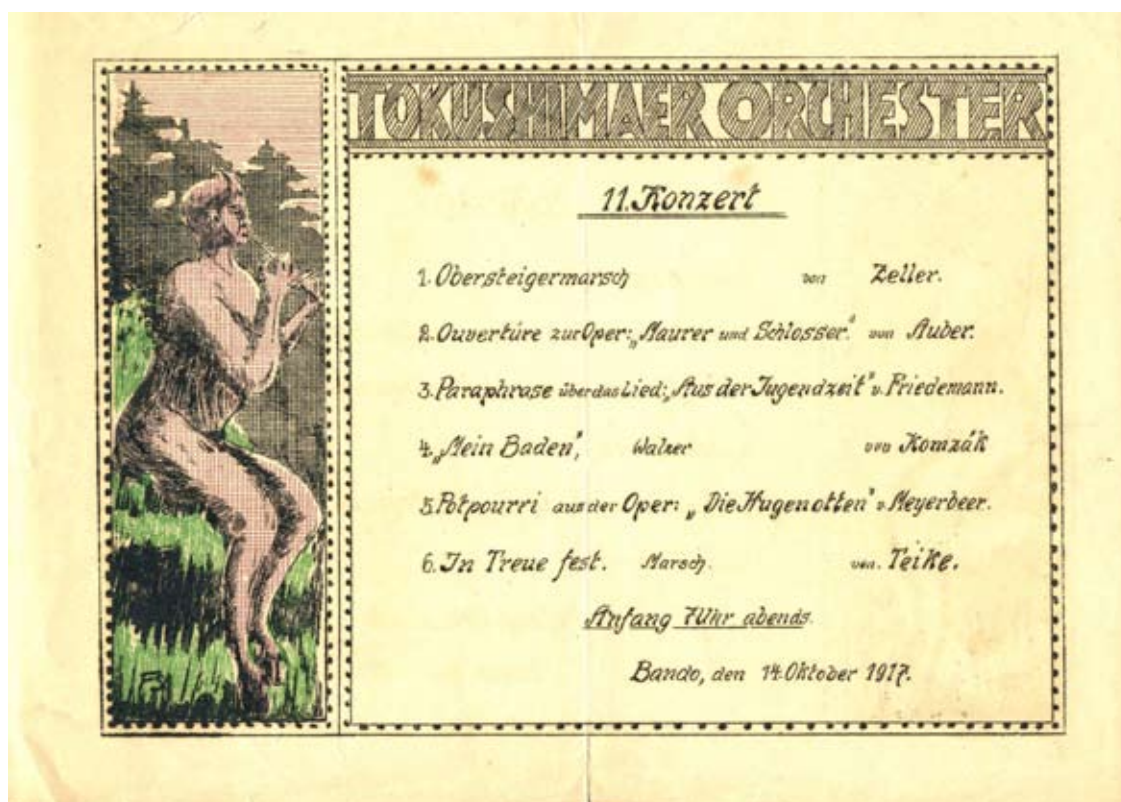 TOKUSHIMAER ORCHESTER
11. Konzert
1. Obersteigermarsch von Zeller.
2. Ouvertüre zur Oper: „Maurer und Schlosser." von Auber.
3. Paraphrase über das Lied: „Aus der Jugendzeit" v. Friedemann.
4. „Mein Baden", Walzer von Komzák
5. Potpourri aus der Oper: „Die Hugenotten" v. Meyerbeer.
6. In Treue fest. Marsch. von. Teike.
Anfang 7 Uhr abends.
Bando, den 14. Oktober 1917.